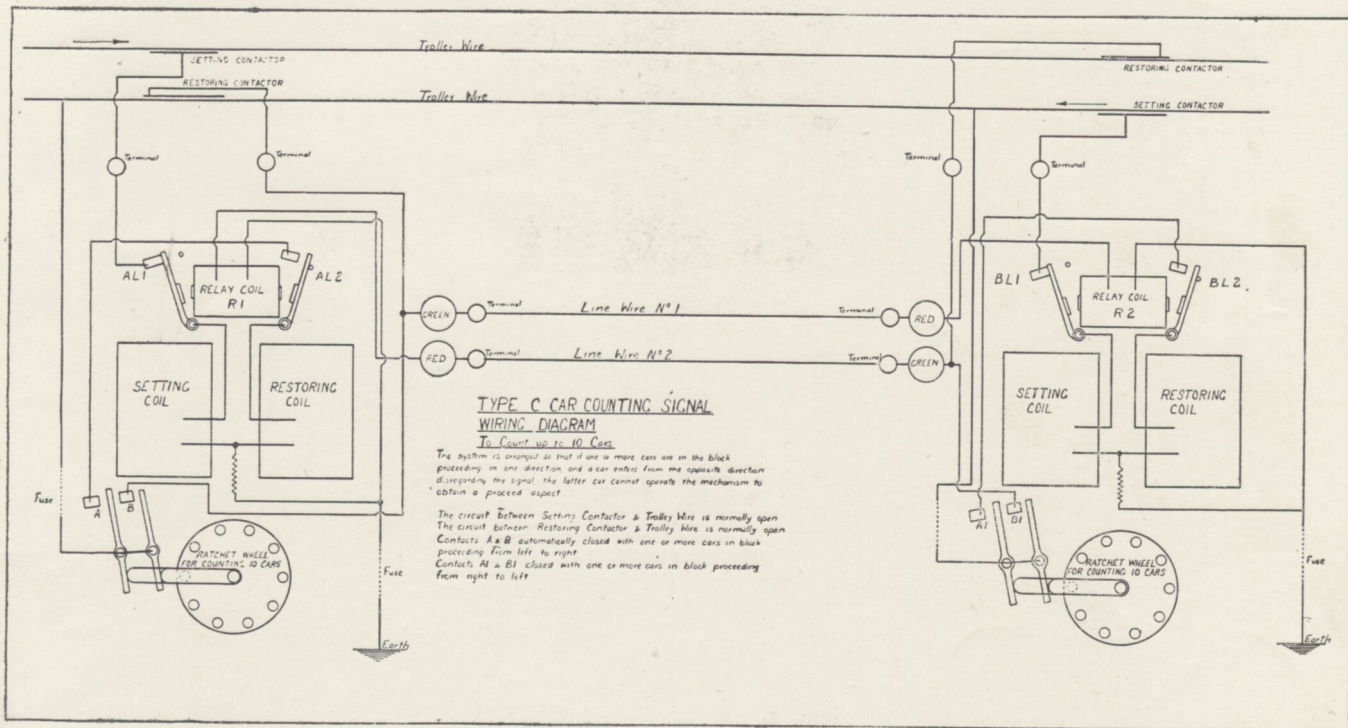 Trolley Wire
SETTING CONTACTOR
RESTORING CONTACTOR
RESTORING CONTACTOR
Trolley Wire
SETTING CONTACTOR
Terminal
Terminal
Terminal
Terminal
AL1
RELAY COIL
R1
AL2
BL1
RELAY COIL
R2
BL2.
GREEN
Terminal
Line Wire Nº1
Terminal
RED
RED
Terminal
Line Wire Nº2
Terminal
GREEN
SETTING
COIL
RESTORING
COIL
SETTING
COIL
RESTORING
COIL
TYPE C CAR COUNTING SIGNAL
WIRING DIAGRAM
To Count up to 10 Cars
The system is arranged so that if one or more cars are in the block
proceeding in one direction, and a car enters from the opposite direction
disregarding the signal, the latter car cannot operate the mechanism to
obtain a proceed aspect
The circuit between Setting Contactor & Trolley Wire is normally open
The circuit between Restoring Contactor & Trolley Wire is normally open
Contacts A & B automatically closed with one or more cars in block
proceeding from left to right
Contacts A1 & B1 closed with one or more cars in block proceeding
from right to left
Fuse
A
B
A1
B1
RATCHET WHEEL
FOR COUNTING 10 CARS
Fuse
RATCHET WHEEL
FOR COUNTING 10 CARS
Fuse
Earth
Earth